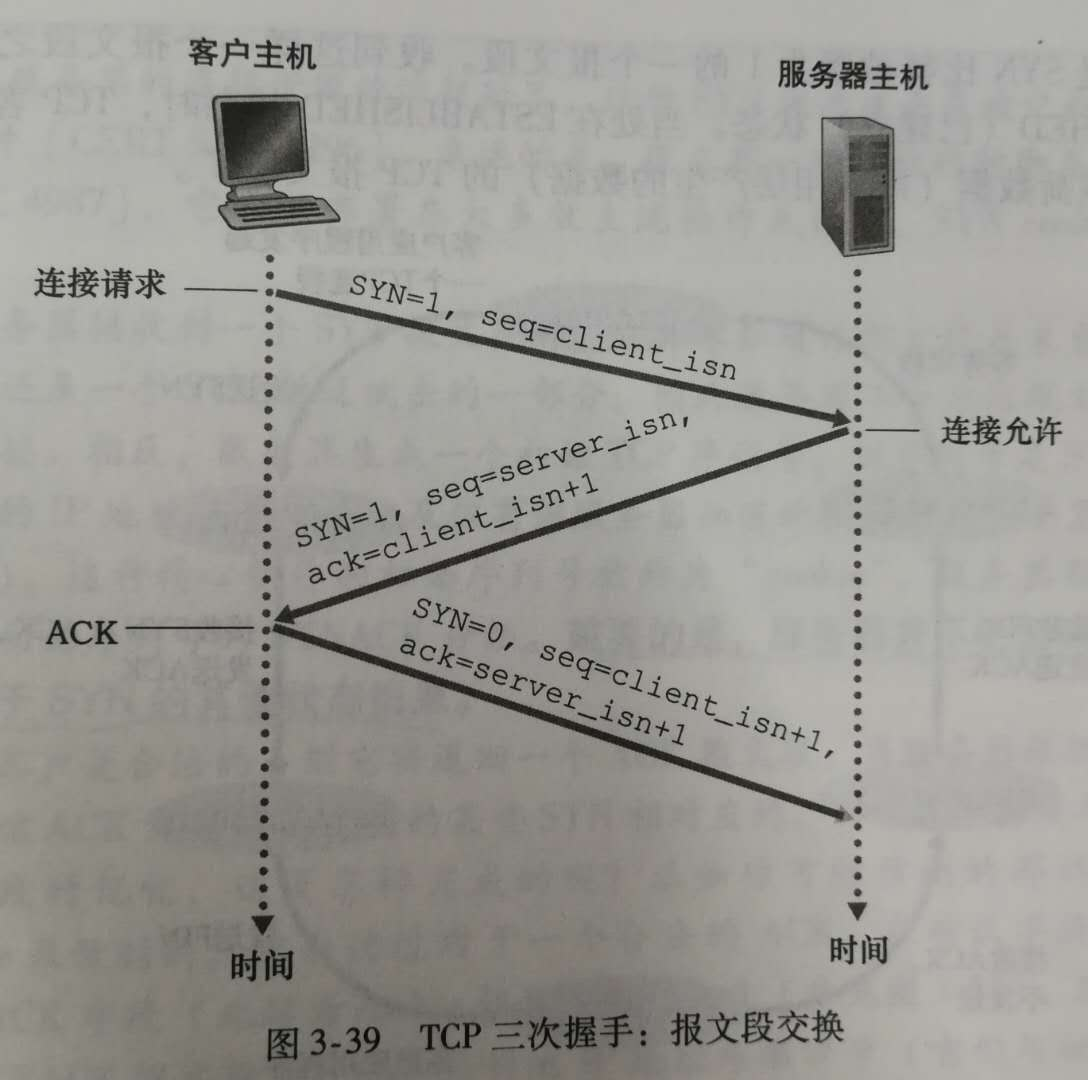 客户主机
服务器主机
连接请求
SYN=1, seq=client_isn
连接允许
SYN=1, seq=server_isn,
ack=client_isn+1
ACK
SYN=0, seq=client_isn+1,
ack=server_isn+1
时间
时间
图 3-39 TCP 三次握手：报文段交换